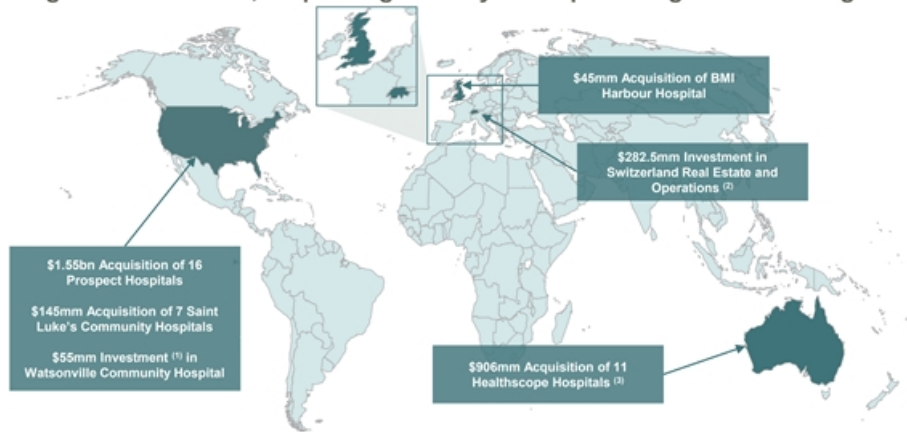 $45mm Acquisition of BMI
Harbour Hospital
$282.5mm Investment in
Switzerland Real Estate and
Operations (2)
$1.55bn Acquisition of 16
Prospect Hospitals
$145mm Acquisition of 7 Saint
Luke's Community Hospitals
$55mm Investment (1) in
Watsonville Community Hospital
$906mm Acquisition of 11
Healthscope Hospitals (3)